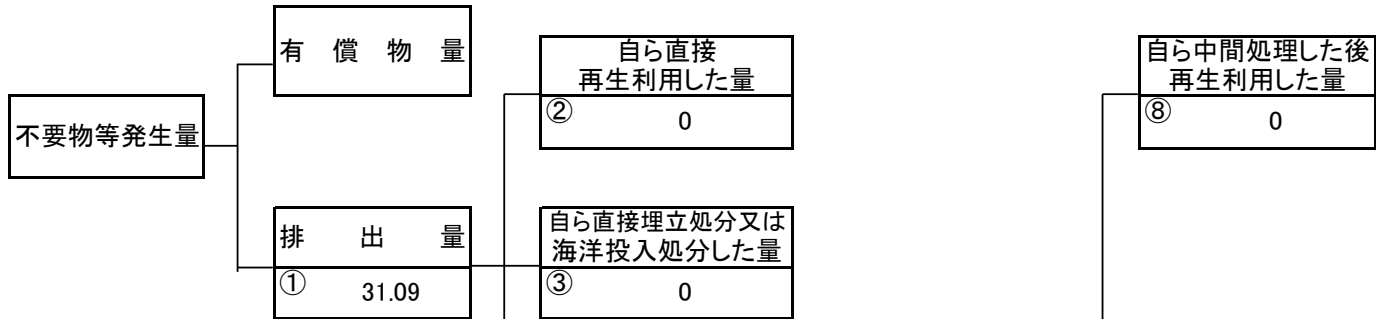 不要物等発生量
有償物量
排出量
① 31.09
自ら直接
再生利用した量
② 0
自ら直接埋立処分又は
海洋投入処分した量
③ 0
自ら中間処理した後
再生利用した量
⑧ 0